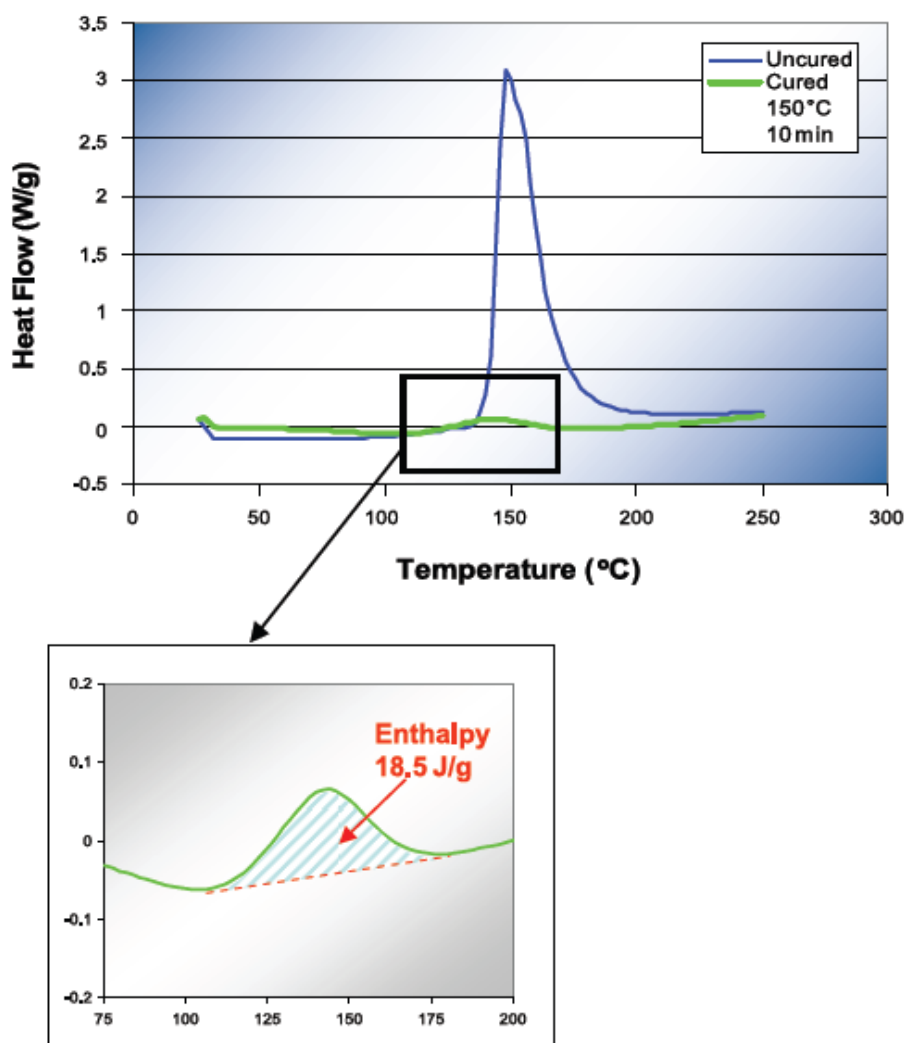 3.5
3
2.5
2
1.5
1
0.5
0
-0.5
Heat Flow (W/g)
Uncured
Cured
150°C
10 min
0 50 100 150 200 250 300
Temperature (ºC)
0.2
0.1
0
-0.1
-0.2
Enthalpy
18.5 J/g
75 100 125 150 175 200